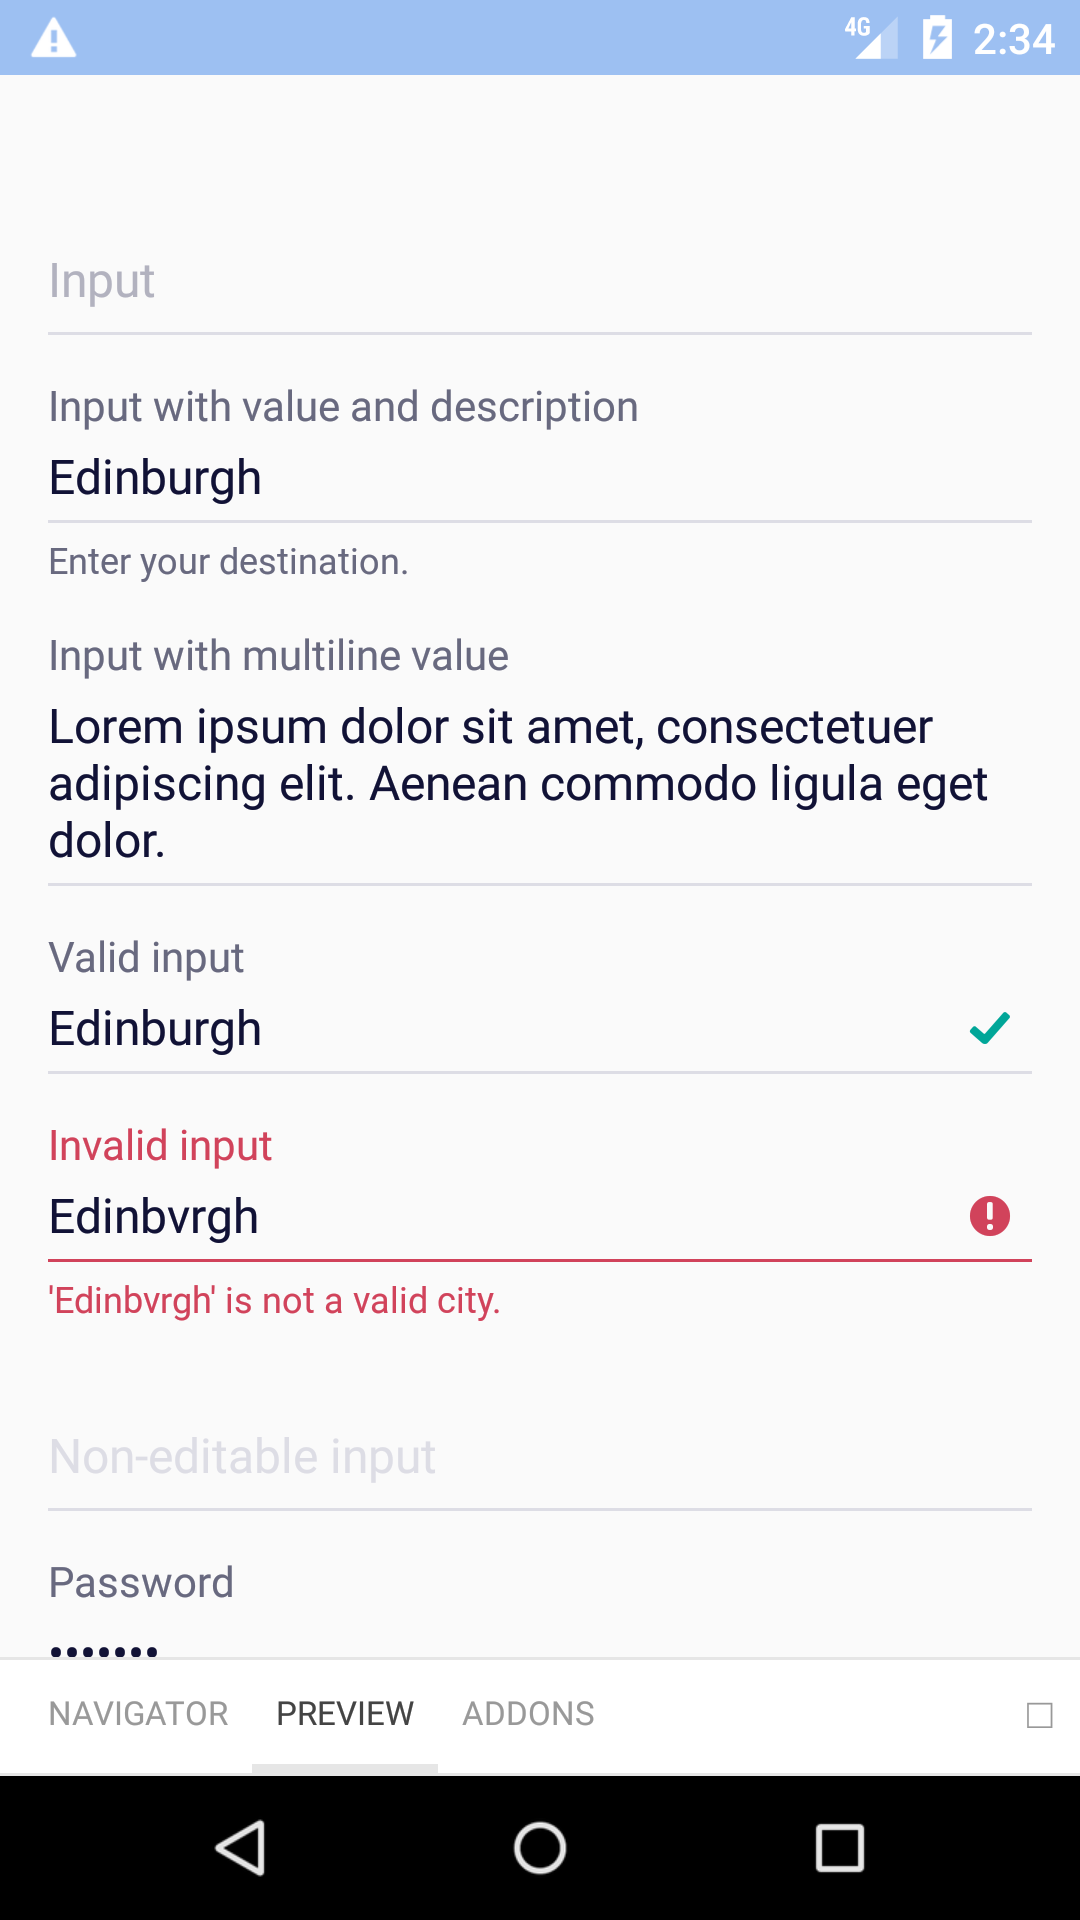 4G 2:34
Input
Input with value and description
Edinburgh
Enter your destination.
Input with multiline value
Lorem ipsum dolor sit amet, consectetuer
adipiscing elit. Aenean commodo ligula eget
dolor.
Valid input
Edinburgh
Invalid input
Edinbvrgh
'Edinbvrgh' is not a valid city.
Non-editable input
Password
•••••••
NAVIGATOR PREVIEW ADDONS